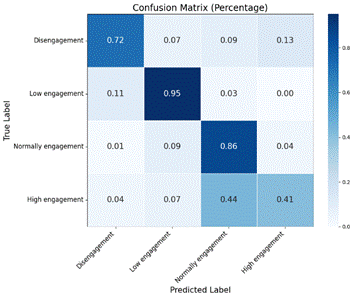 Confusion Matrix (Percentage)
True Label
Disengagement 0.72 0.07 0.09 0.13
Low engagement 0.11 0.95 0.03 0.00
Normally engagement 0.01 0.09 0.86 0.04
High engagement 0.04 0.07 0.44 0.41
Disengagement Low engagement Normally engagement High engagement
Predicted Label
0.8
0.6
0.4
0.2
0.0